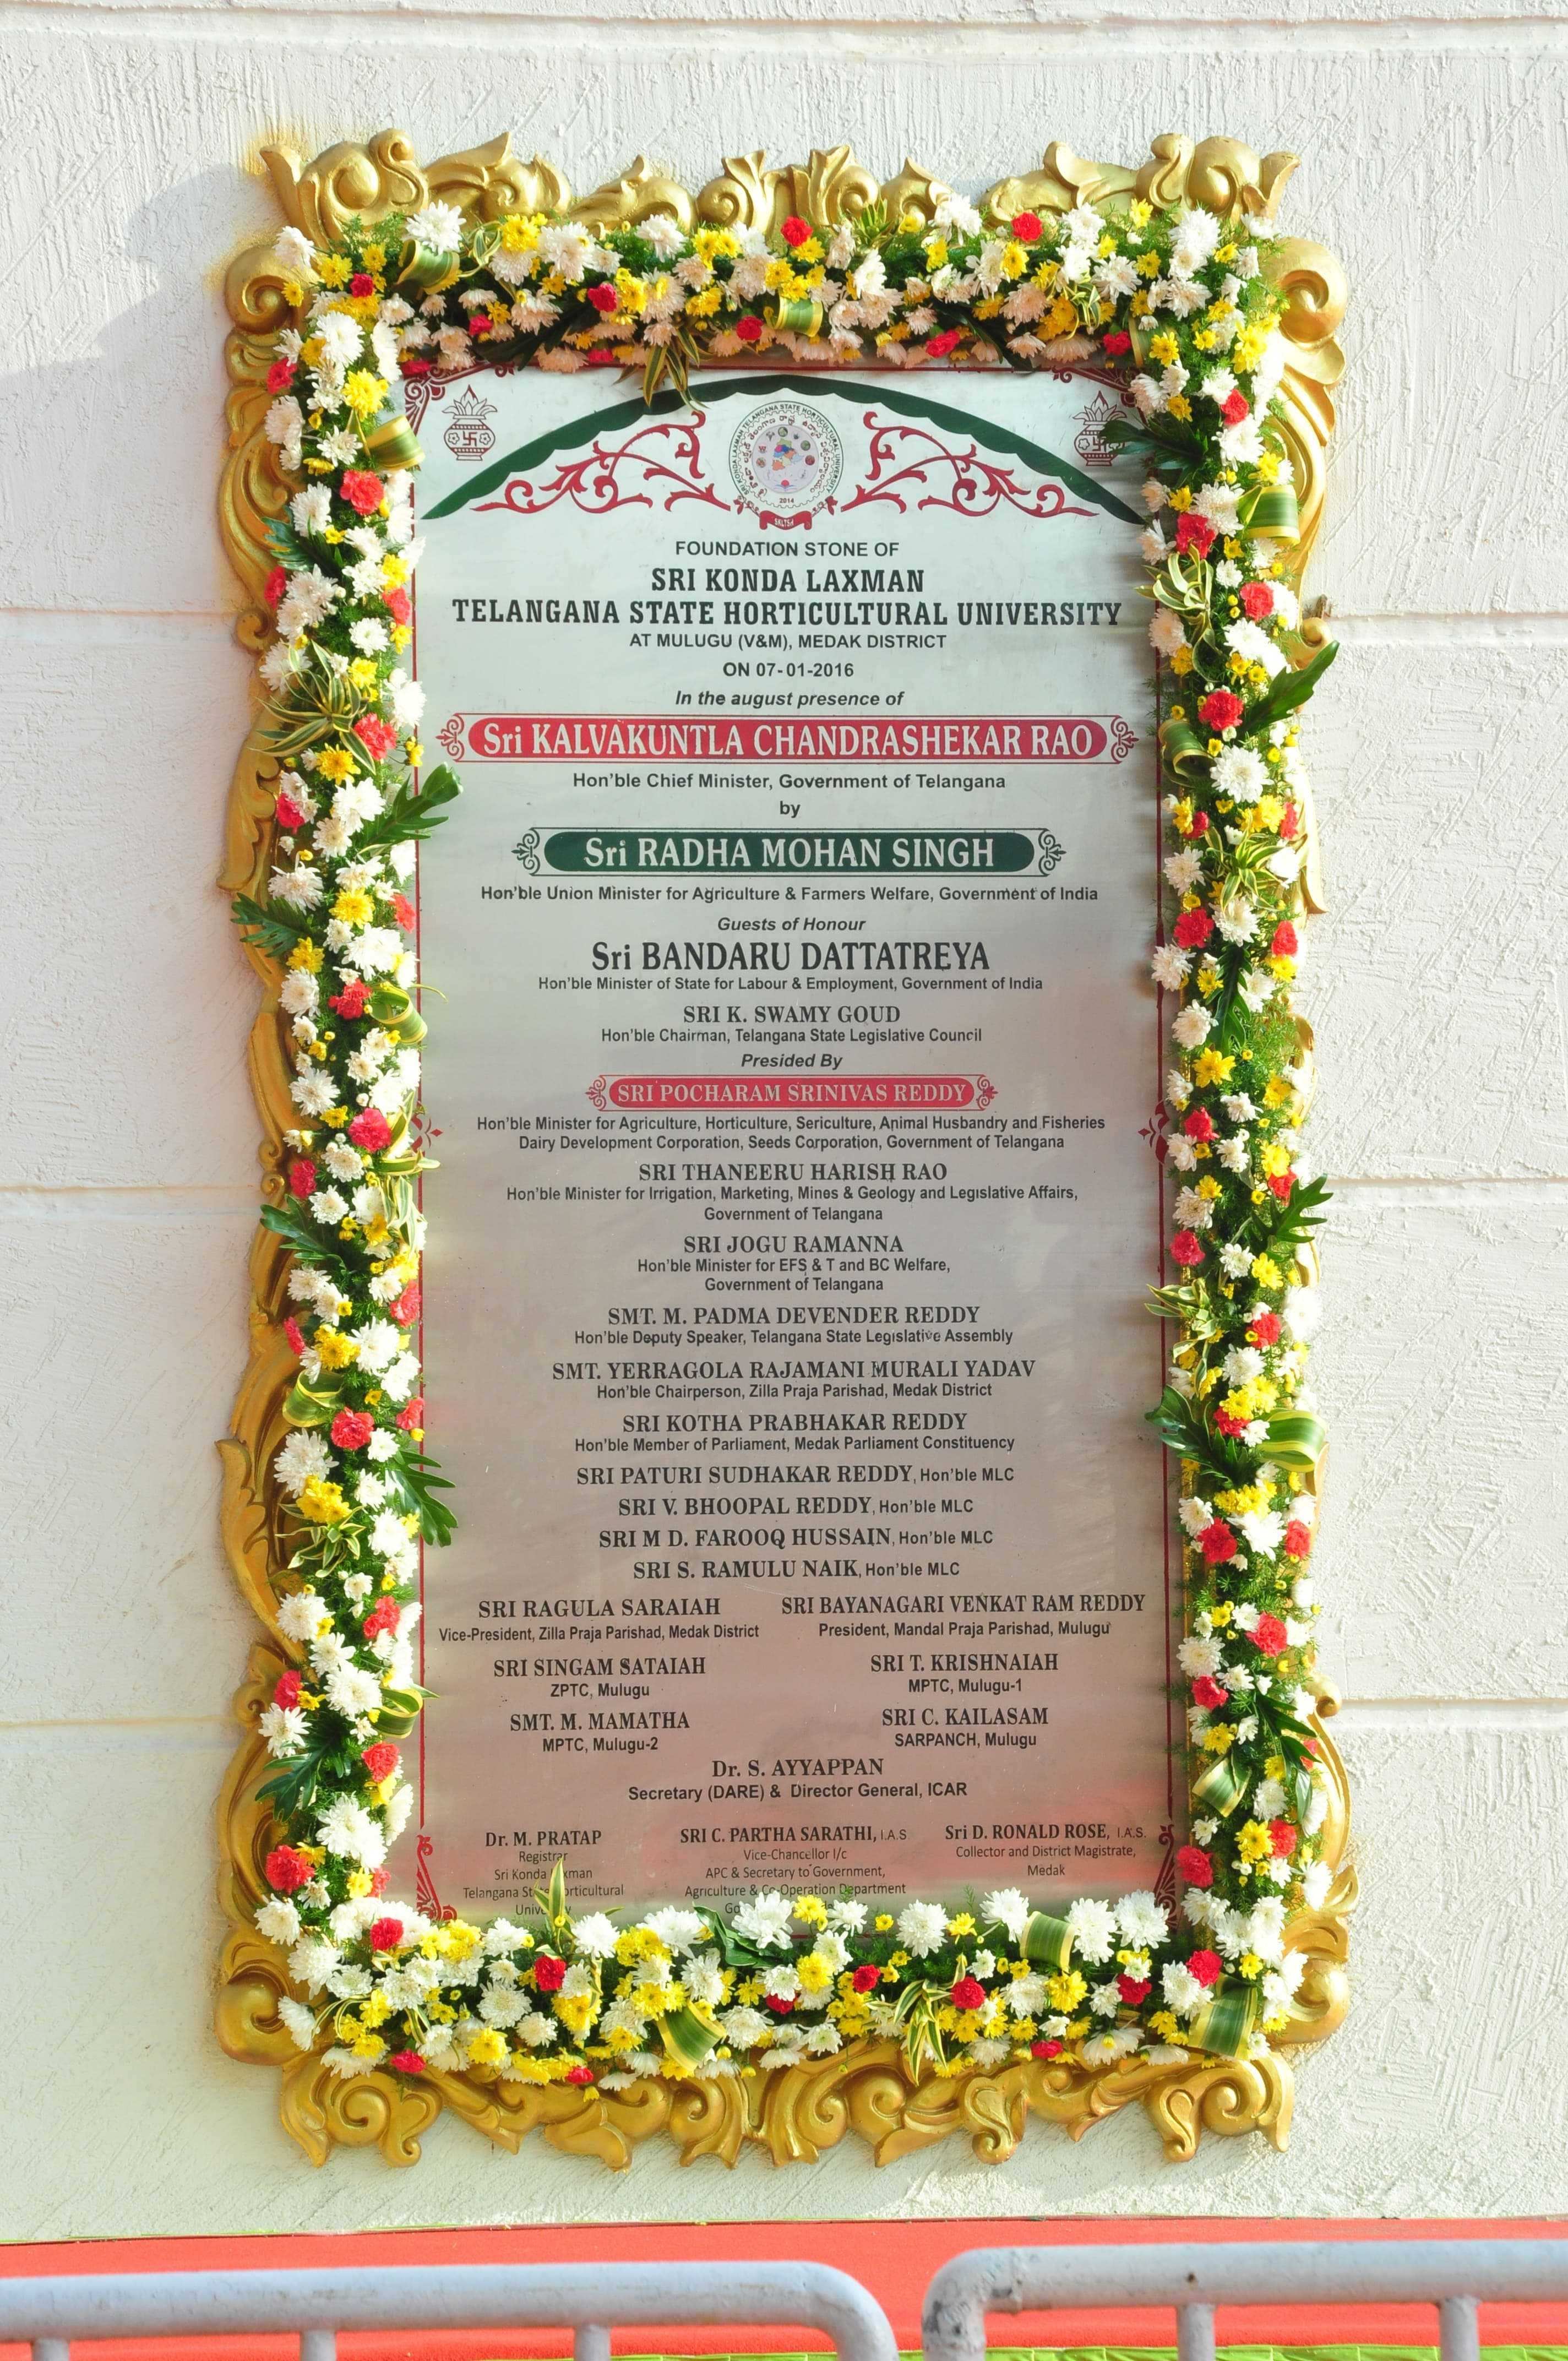 SRI KONDA LAXMAN TELANGANA STATE HORTICULTURAL UNIVERSITY
2014
SKLTSHU
FOUNDATION STONE OF
SRI KONDA LAXMAN
TELANGANA STATE HORTICULTURAL UNIVERSITY
AT MULUGU (V&M), MEDAK DISTRICT
ON 07-01-2016
In the august presence of
Sri KALVAKUNTLA CHANDRASHEKAR RAO
Hon'ble Chief Minister, Government of Telangana
by
Sri RADHA MOHAN SINGH
Hon'ble Union Minister for Agriculture & Farmers Welfare, Government of India
Guests of Honour
Sri BANDARU DATTATREYA
Hon'ble Minister of State for Labour & Employment, Government of India
SRI K. SWAMY GOUD
Hon'ble Chairman, Telangana State Legislative Council
Presided By
SRI POCHARAM SRINIVAS REDDY
Hon'ble Minister for Agriculture, Horticulture, Sericulture, Animal Husbandry and Fisheries
Dairy Development Corporation, Seeds Corporation, Government of Telangana
SRI THANEERU HARISH RAO
Hon'ble Minister for Irrigation, Marketing, Mines & Geology and Legislative Affairs,
Government of Telangana
SRI JOGU RAMANNA
Hon'ble Minister for EFS & T and BC Welfare,
Government of Telangana
SMT. M. PADMA DEVENDER REDDY
Hon'ble Deputy Speaker, Telangana State Legislative Assembly
SMT. YERRAGOLA RAJAMANI MURALI YADAV
Hon'ble Chairperson, Zilla Praja Parishad, Medak District
SRI KOTHA PRABHAKAR REDDY
Hon'ble Member of Parliament, Medak Parliament Constituency
SRI PATURI SUDHAKAR REDDY, Hon'ble MLC
SRI V. BHOOPAL REDDY, Hon'ble MLC
SRI M D. FAROOQ HUSSAIN, Hon'ble MLC
SRI S. RAMULU NAIK, Hon'ble MLC
SRI RAGULA SARAIAH
Vice-President, Zilla Praja Parishad, Medak District
SRI BAYANAGARI VENKAT RAM REDDY
President, Mandal Praja Parishad, Mulugu
SRI SINGAM SATAIAH
ZPTC, Mulugu
SRI T. KRISHNAIAH
MPTC, Mulugu-1
SMT. M. MAMATHA
MPTC, Mulugu-2
SRI C. KAILASAM
SARPANCH, Mulugu
Dr. S. AYYAPPAN
Secretary (DARE) & Director General, ICAR
Dr. M. PRATAP
Registrar
Sri Konda
Telangana
SRI C. PARTHA SARATHI, I.A.S.
Vice-Chancellor I/c
APC & Secretary to Government,
Agriculture & Co-Operation Department
Sri D. RONALD ROSE, I.A.S.
Collector and District Magistrate,
Medak